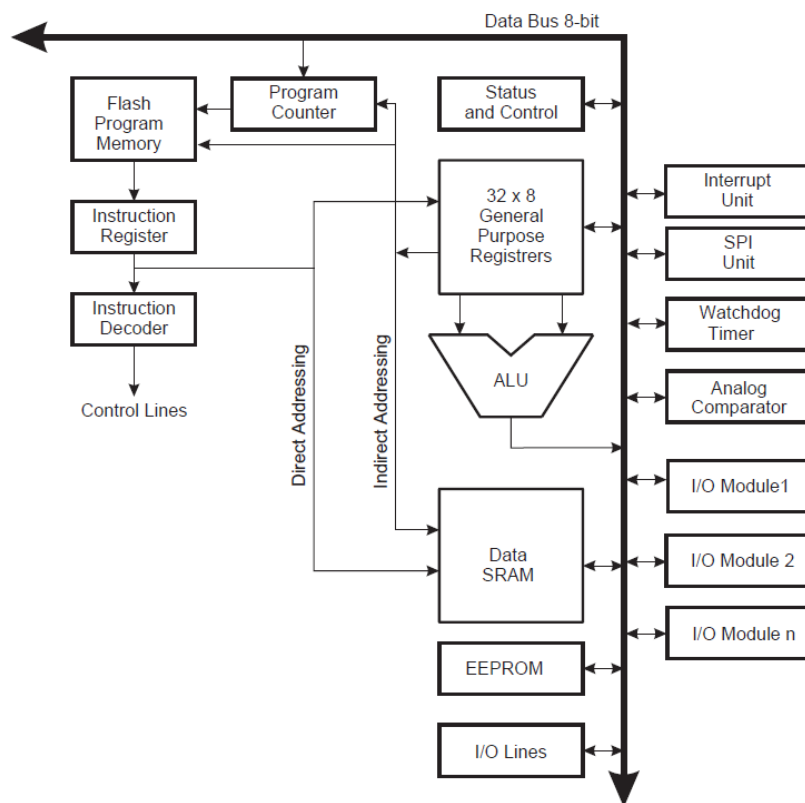 Data Bus 8-bit
Flash
Program
Memory
Program
Counter
Status
and Control
Interrupt
Unit
32 x 8
General
Purpose
Registrers
Instruction
Register
SPI
Unit
Instruction
Decoder
Watchdog
Timer
ALU
Analog
Comparator
Control Lines
Direct Addressing
Indirect Addressing
I/O Module1
Data
SRAM
I/O Module 2
I/O Module n
EEPROM
I/O Lines